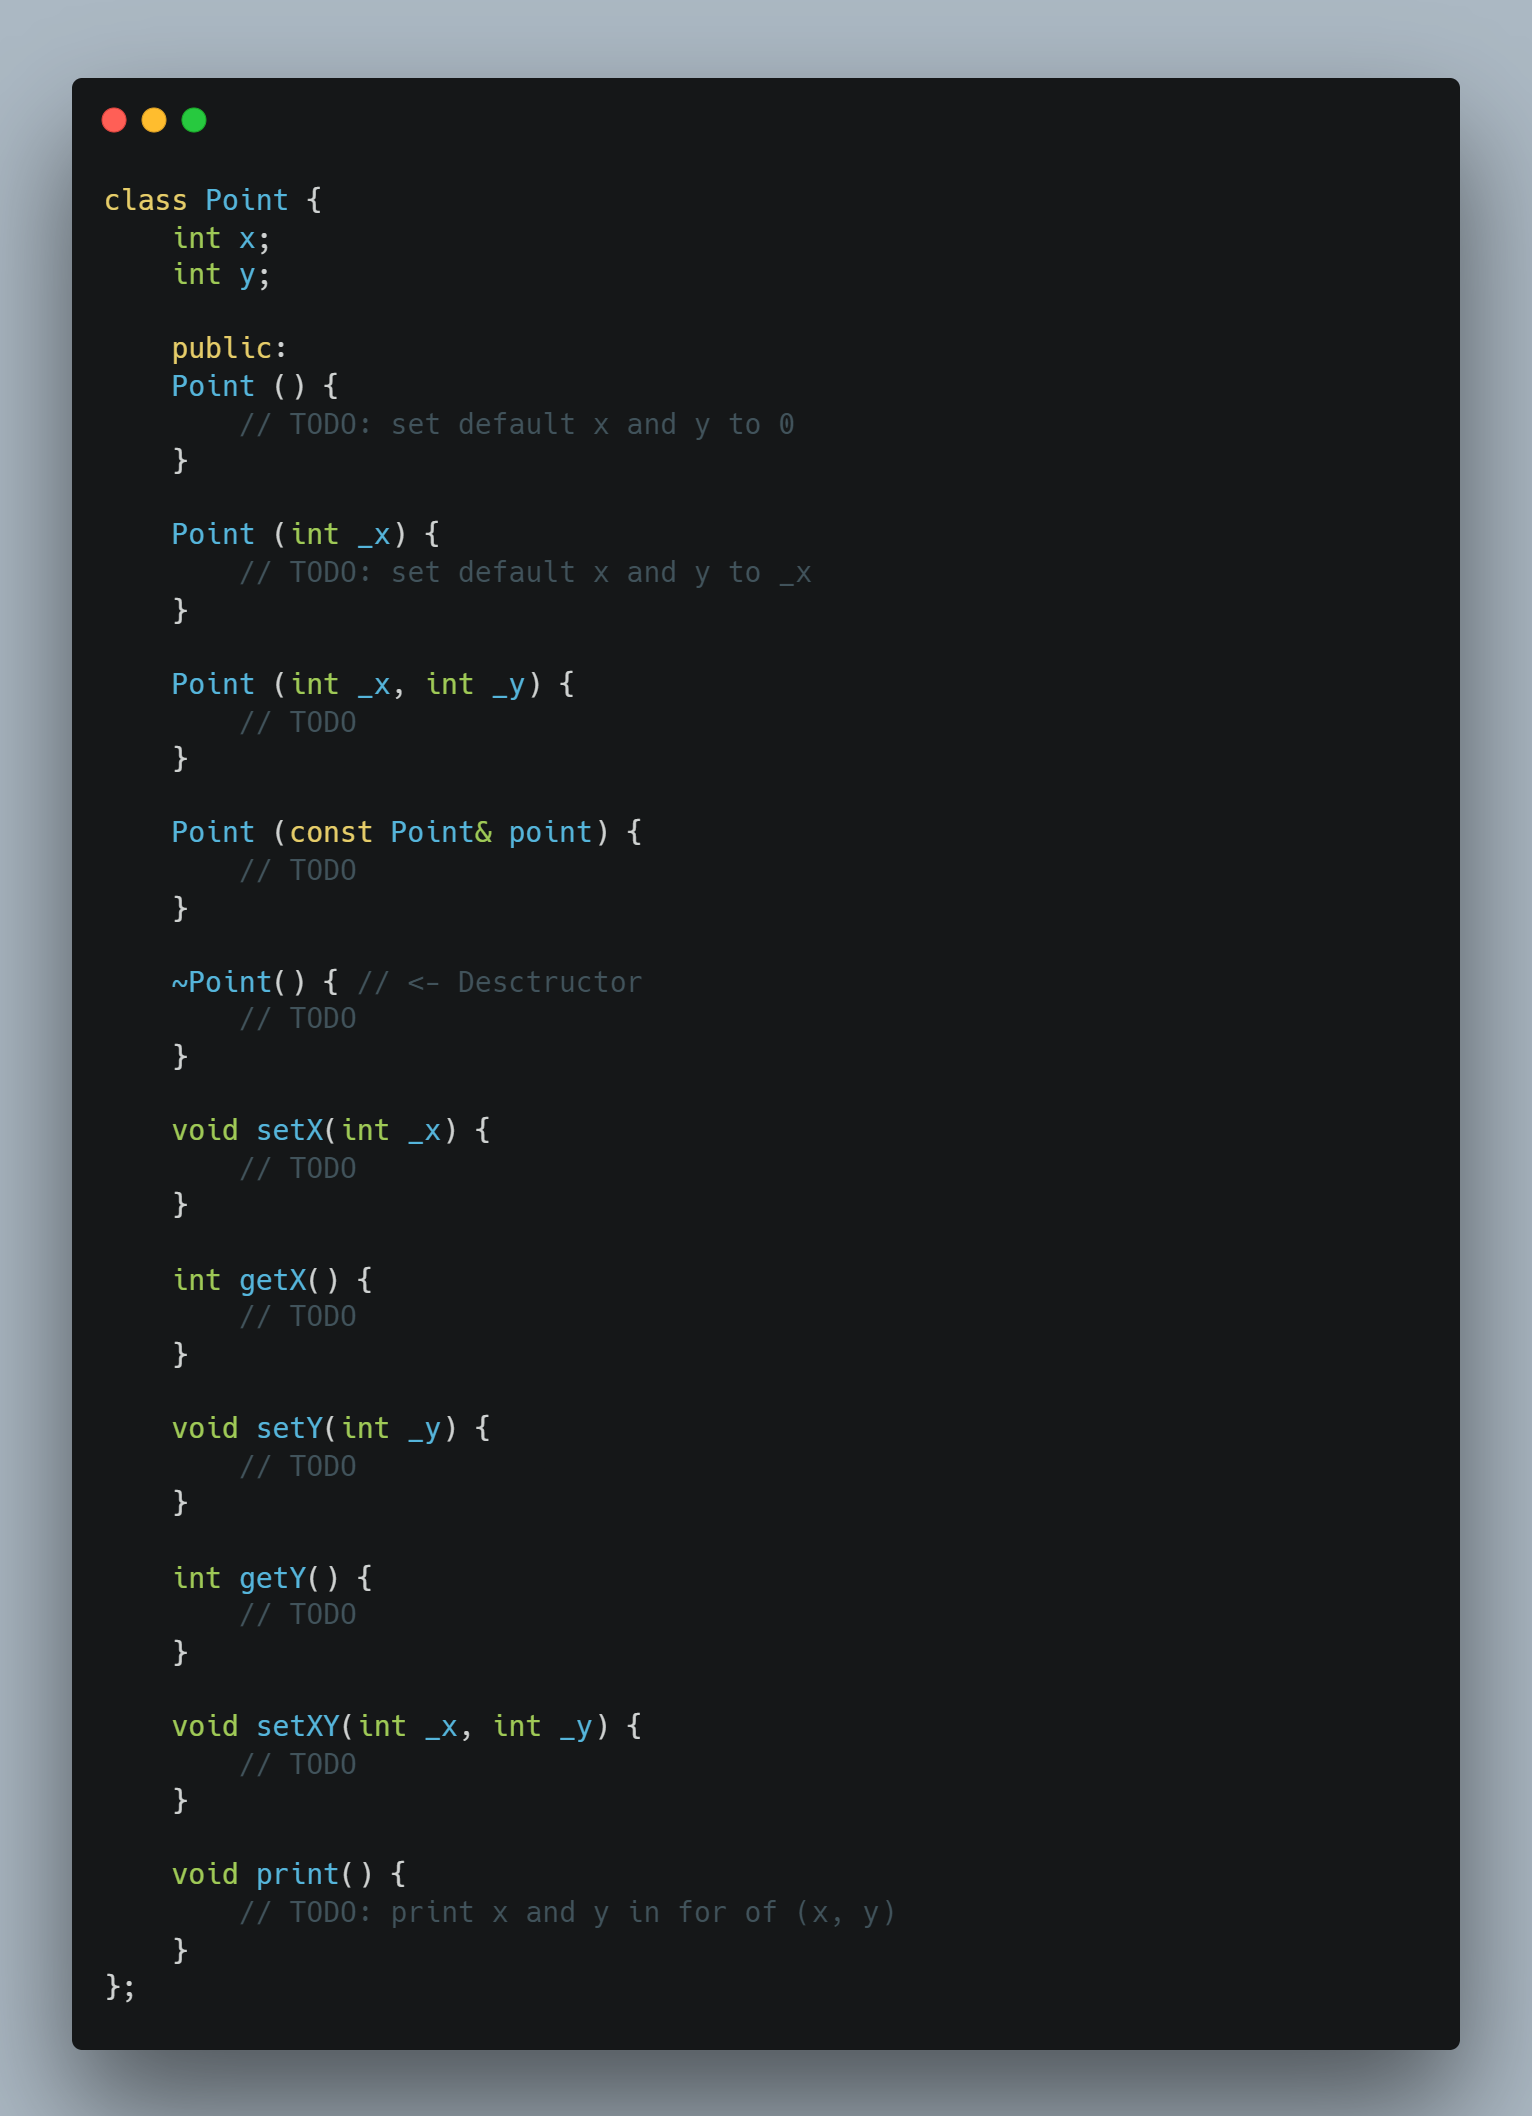 class Point {
    int x;
    int y;

    public:
    Point () {
        // TODO: set default x and y to 0
    }

    Point (int _x) {
        // TODO: set default x and y to _x
    }

    Point (int _x, int _y) {
        // TODO
    }

    Point (const Point& point) {
        // TODO
    }

    ~Point() { // <- Desctructor
        // TODO
    }

    void setX(int _x) {
        // TODO
    }

    int getX() {
        // TODO
    }

    void setY(int _y) {
        // TODO
    }

    int getY() {
        // TODO
    }

    void setXY(int _x, int _y) {
        // TODO
    }

    void print() {
        // TODO: print x and y in for of (x, y)
    }
};